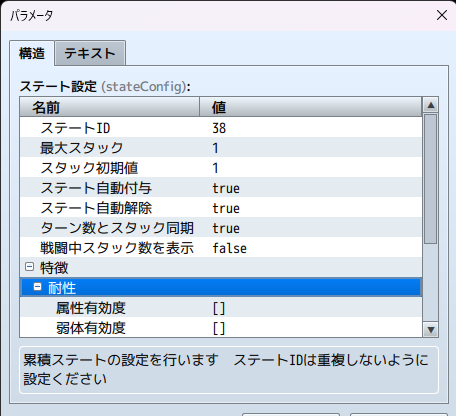 パラメータ
構造 テキスト
ステート設定 (stateConfig):
名前 値
ステートID 38
最大スタック 1
スタック初期値 1
ステート自動付与 true
ステート自動解除 true
ターン数とスタック同期 true
戦闘中スタック数を表示 false
特徴
耐性
属性有効度 []
弱体有効度 []
累積ステートの設定を行います　ステートIDは重複しないように
設定ください